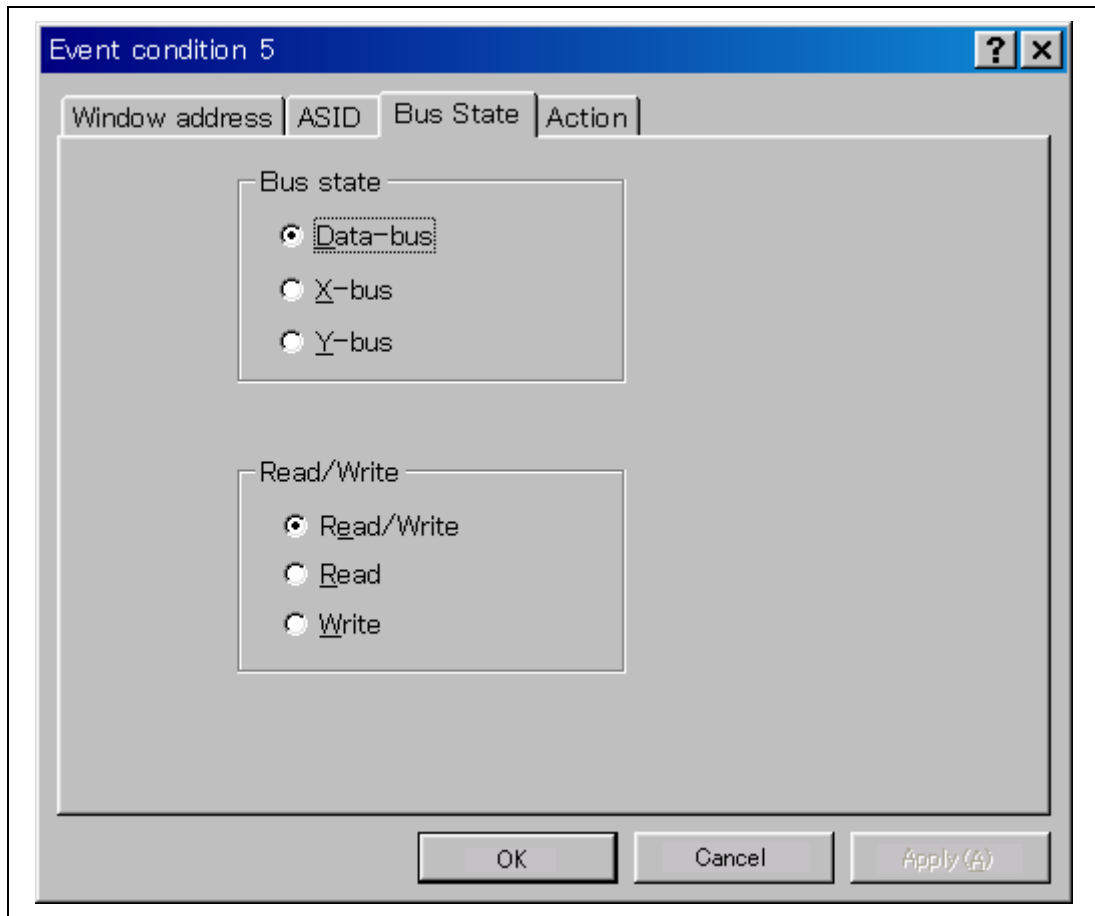 Event condition 5
Window address ASID Bus State Action
Bus state
Data-bus
X-bus
Y-bus
Read/Write
Read/Write
Read
Write
OK Cancel Apply(A)